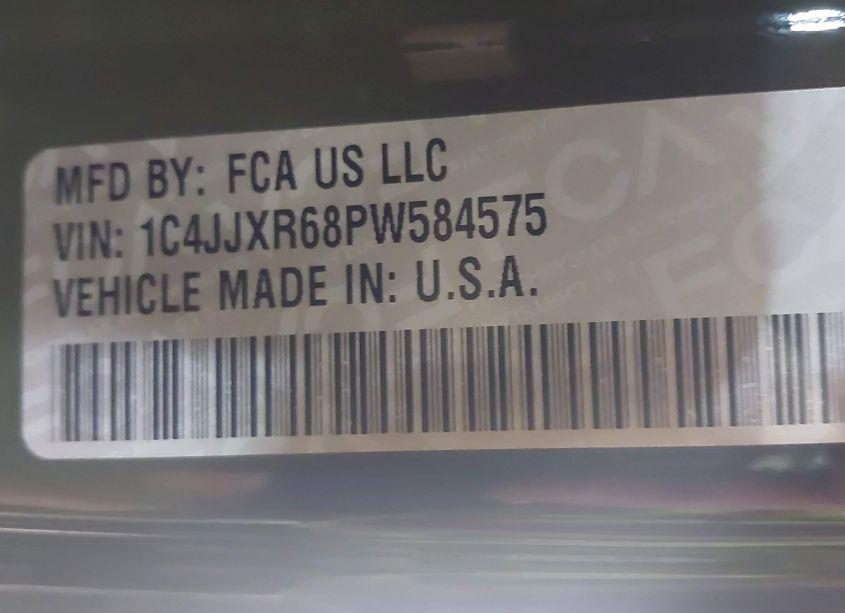 MFD BY: FCA US LLC
VIN: 1C4JJXR68PW584575
VEHICLE MADE IN: U.S.A.